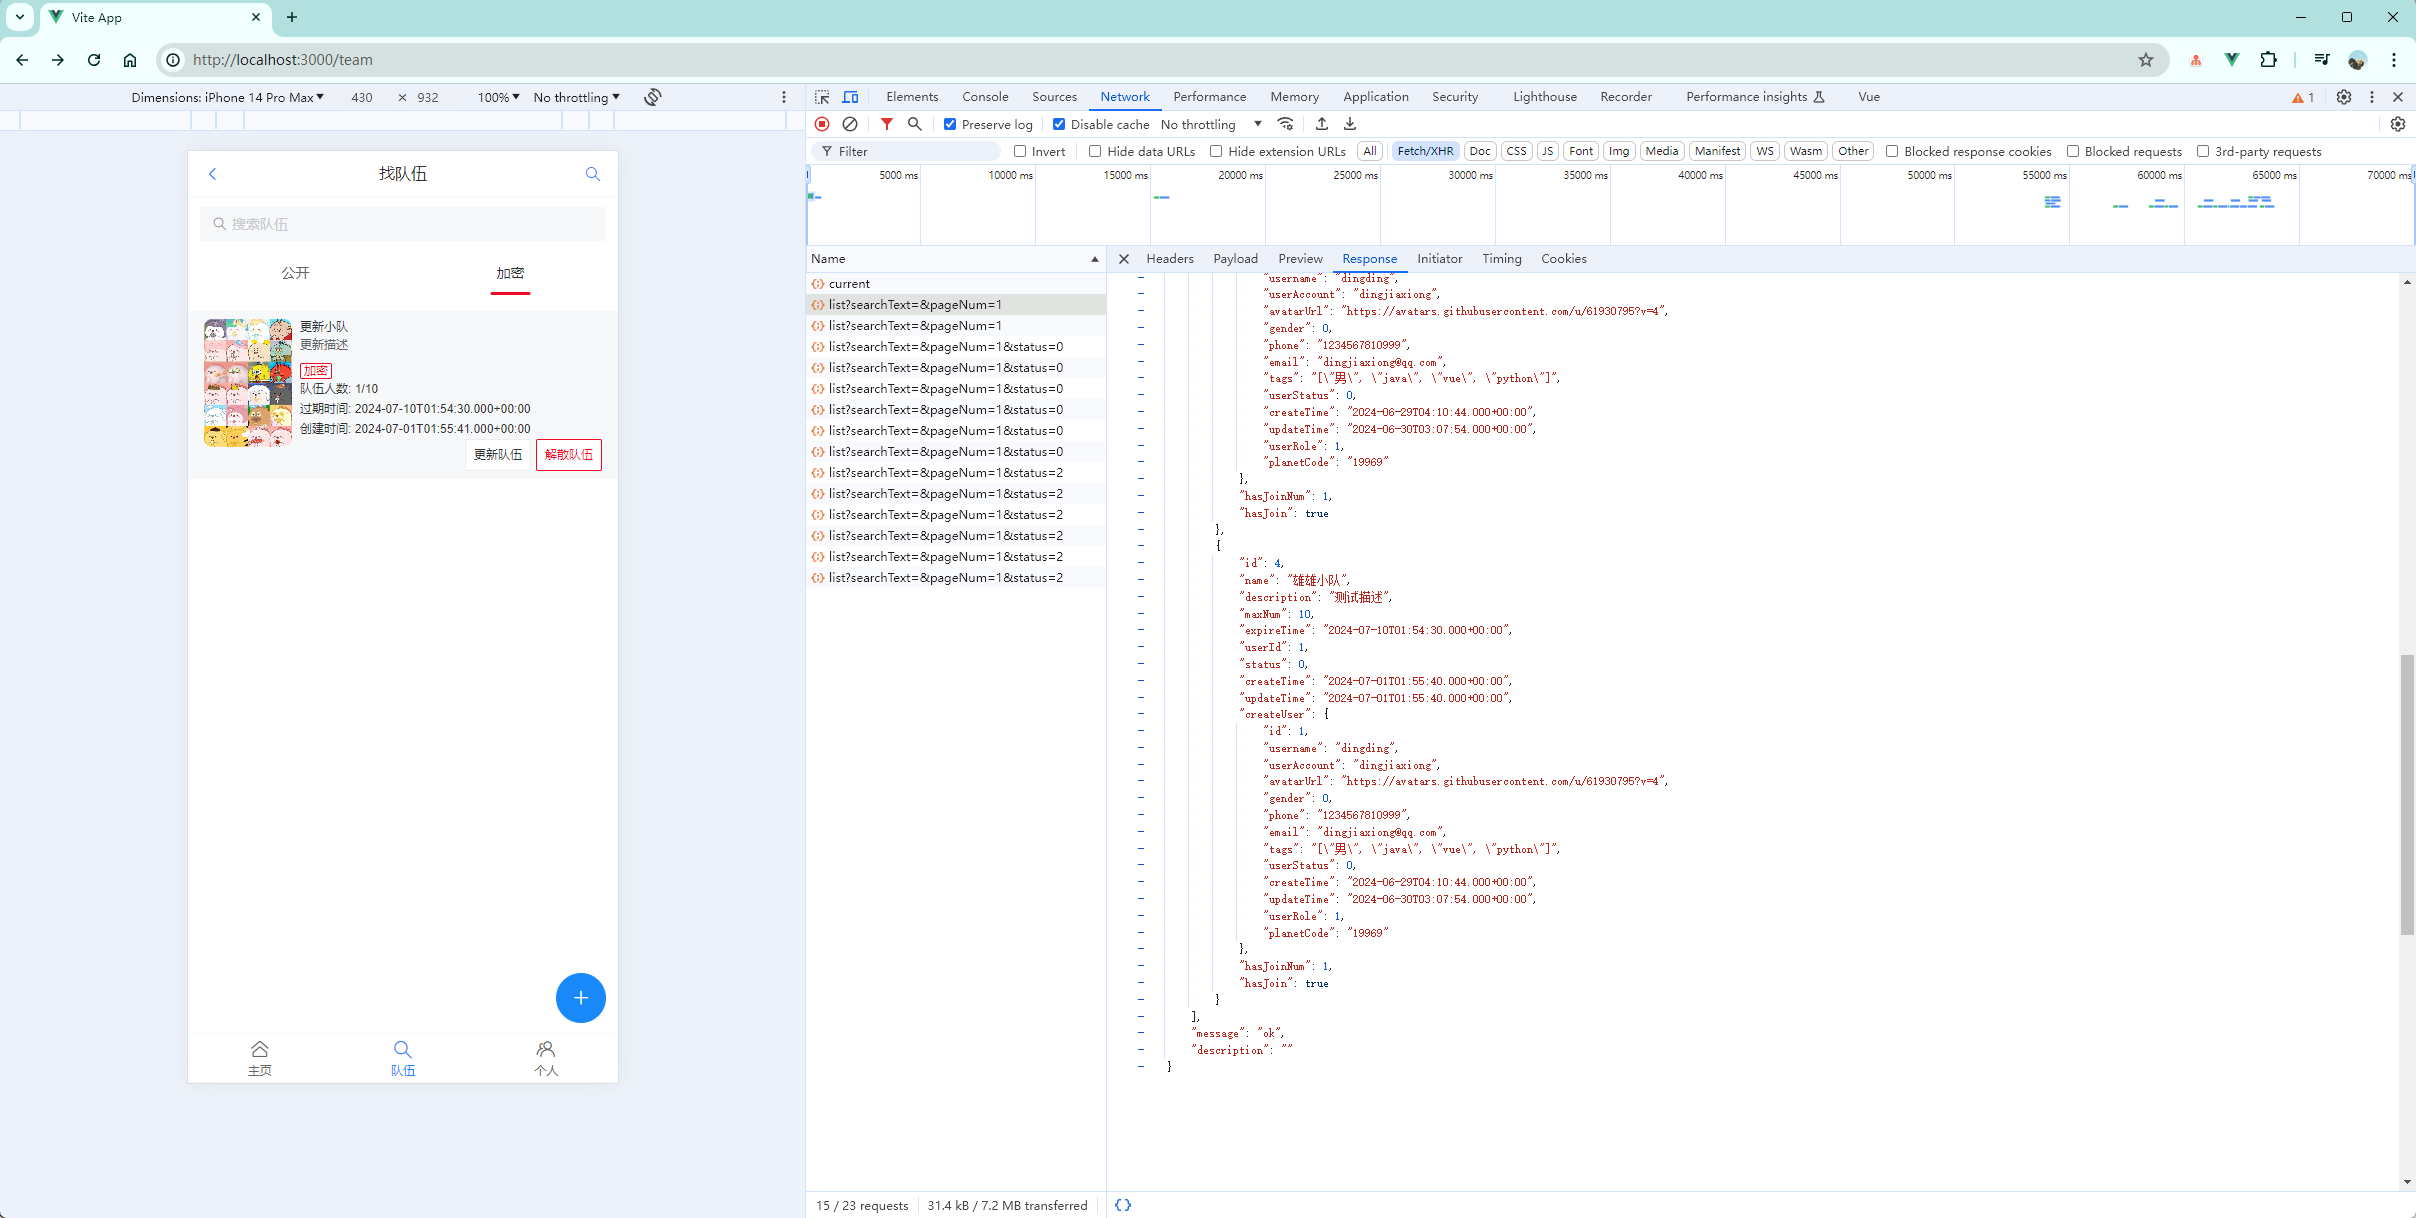 Vite App
http://localhost:3000/team
Dimensions: iPhone 14 Pro Max 430 × 932 100% No throttling
找队伍
搜索队伍
公开 加密
更新小队
更新描述
加密
队伍人数: 1/10
过期时间: 2024-07-10T01:54:30.000+00:00
创建时间: 2024-07-01T01:55:41.000+00:00
更新队伍 解散队伍
主页 队伍 个人
Elements Console Sources Network Performance Memory Application Security Lighthouse Recorder Performance insights Vue 1
Preserve log Disable cache No throttling
Filter Invert Hide data URLs Hide extension URLs All Fetch/XHR Doc CSS JS Font Img Media Manifest WS Wasm Other Blocked response cookies Blocked requests 3rd-party requests
5000 ms 10000 ms 15000 ms 20000 ms 25000 ms 30000 ms 35000 ms 40000 ms 45000 ms 50000 ms 55000 ms 60000 ms 65000 ms 70000 ms
Name
current
list?searchText=&pageNum=1
list?searchText=&pageNum=1
list?searchText=&pageNum=1&status=0
list?searchText=&pageNum=1&status=0
list?searchText=&pageNum=1&status=0
list?searchText=&pageNum=1&status=0
list?searchText=&pageNum=1&status=0
list?searchText=&pageNum=1&status=0
list?searchText=&pageNum=1&status=2
list?searchText=&pageNum=1&status=2
list?searchText=&pageNum=1&status=2
list?searchText=&pageNum=1&status=2
list?searchText=&pageNum=1&status=2
list?searchText=&pageNum=1&status=2
15 / 23 requests 31.4 kB / 7.2 MB transferred
Headers Payload Preview Response Initiator Timing Cookies
"username": "dingding",
"userAccount": "dingjiaxiong",
"avatarUrl": "https://avatars.githubusercontent.com/u/61930795?v=4",
"gender": 0,
"phone": "1234567810999",
"email": "dingjiaxiong@qq.com",
"tags": "[\"男\", \"java\", \"vue\", \"python\"]",
"userStatus": 0,
"createTime": "2024-06-29T04:10:44.000+00:00",
"updateTime": "2024-06-30T03:07:54.000+00:00",
"userRole": 1,
"planetCode": "19969"
},
"hasJoinNum": 1,
"hasJoin": true
},
{
"id": 4,
"name": "雄雄小队",
"description": "测试描述",
"maxNum": 10,
"expireTime": "2024-07-10T01:54:30.000+00:00",
"userId": 1,
"status": 0,
"createTime": "2024-07-01T01:55:40.000+00:00",
"updateTime": "2024-07-01T01:55:40.000+00:00",
"createUser": {
"id": 1,
"username": "dingding",
"userAccount": "dingjiaxiong",
"avatarUrl": "https://avatars.githubusercontent.com/u/61930795?v=4",
"gender": 0,
"phone": "1234567810999",
"email": "dingjiaxiong@qq.com",
"tags": "[\"男\", \"java\", \"vue\", \"python\"]",
"userStatus": 0,
"createTime": "2024-06-29T04:10:44.000+00:00",
"updateTime": "2024-06-30T03:07:54.000+00:00",
"userRole": 1,
"planetCode": "19969"
},
"hasJoinNum": 1,
"hasJoin": true
}
],
"message": "ok",
"description": ""
}